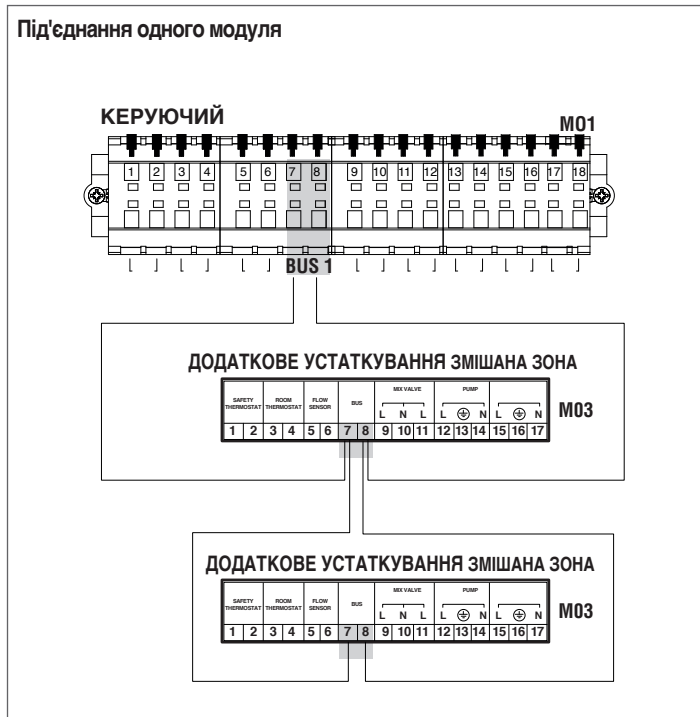 Під'єднання одного модуля
КЕРУЮЧИЙ
M01
1 2 3 4 5 6 7 8 9 10 11 12 13 14 15 16 17 18
BUS 1
ДОДАТКОВЕ УСТАТКУВАННЯ ЗМІШАНА ЗОНА
SAFETY THERMOSTAT ROOM THERMOSTAT FLOW SENSOR BUS MIX VALVE PUMP
L N L L N L N
M03
1 2 3 4 5 6 7 8 9 10 11 12 13 14 15 16 17
ДОДАТКОВЕ УСТАТКУВАННЯ ЗМІШАНА ЗОНА
SAFETY THERMOSTAT ROOM THERMOSTAT FLOW SENSOR BUS MIX VALVE PUMP
L N L L N L N
M03
1 2 3 4 5 6 7 8 9 10 11 12 13 14 15 16 17